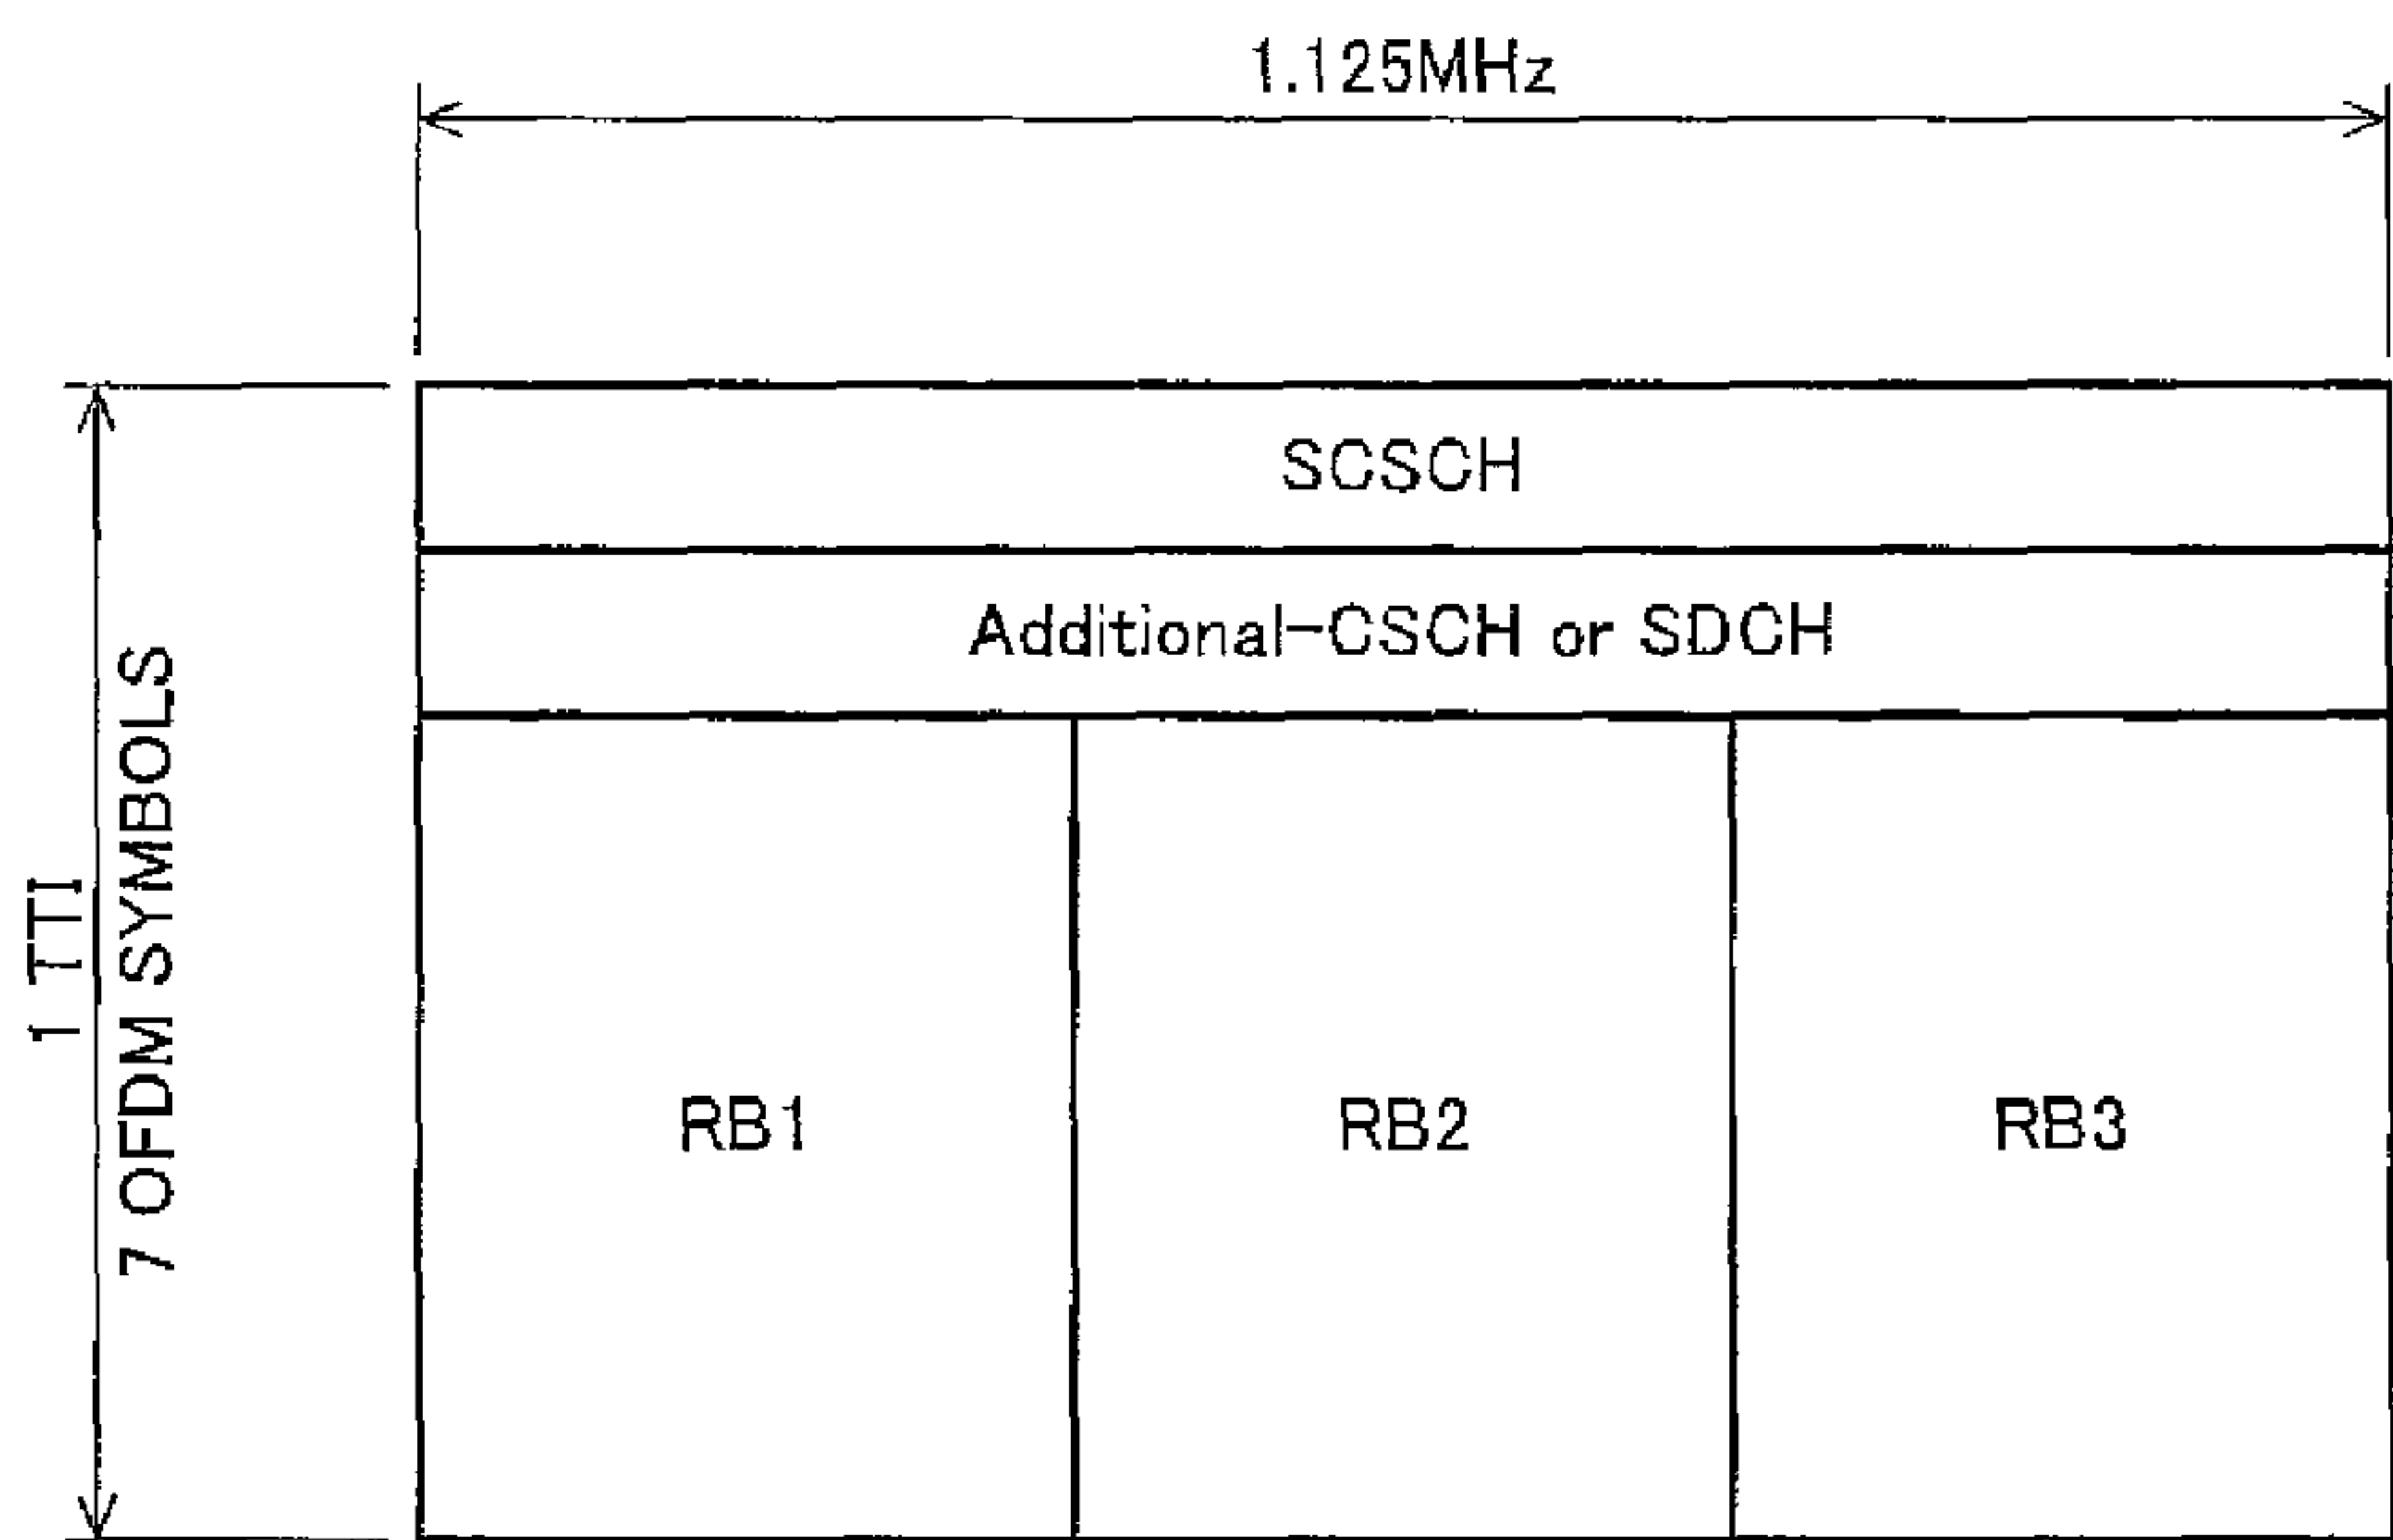 1.125MHz
SCSCH
Additional-CSCH or SDCH
1 TTI
7 OFDM SYMBOLS
RB1
RB2
RB3